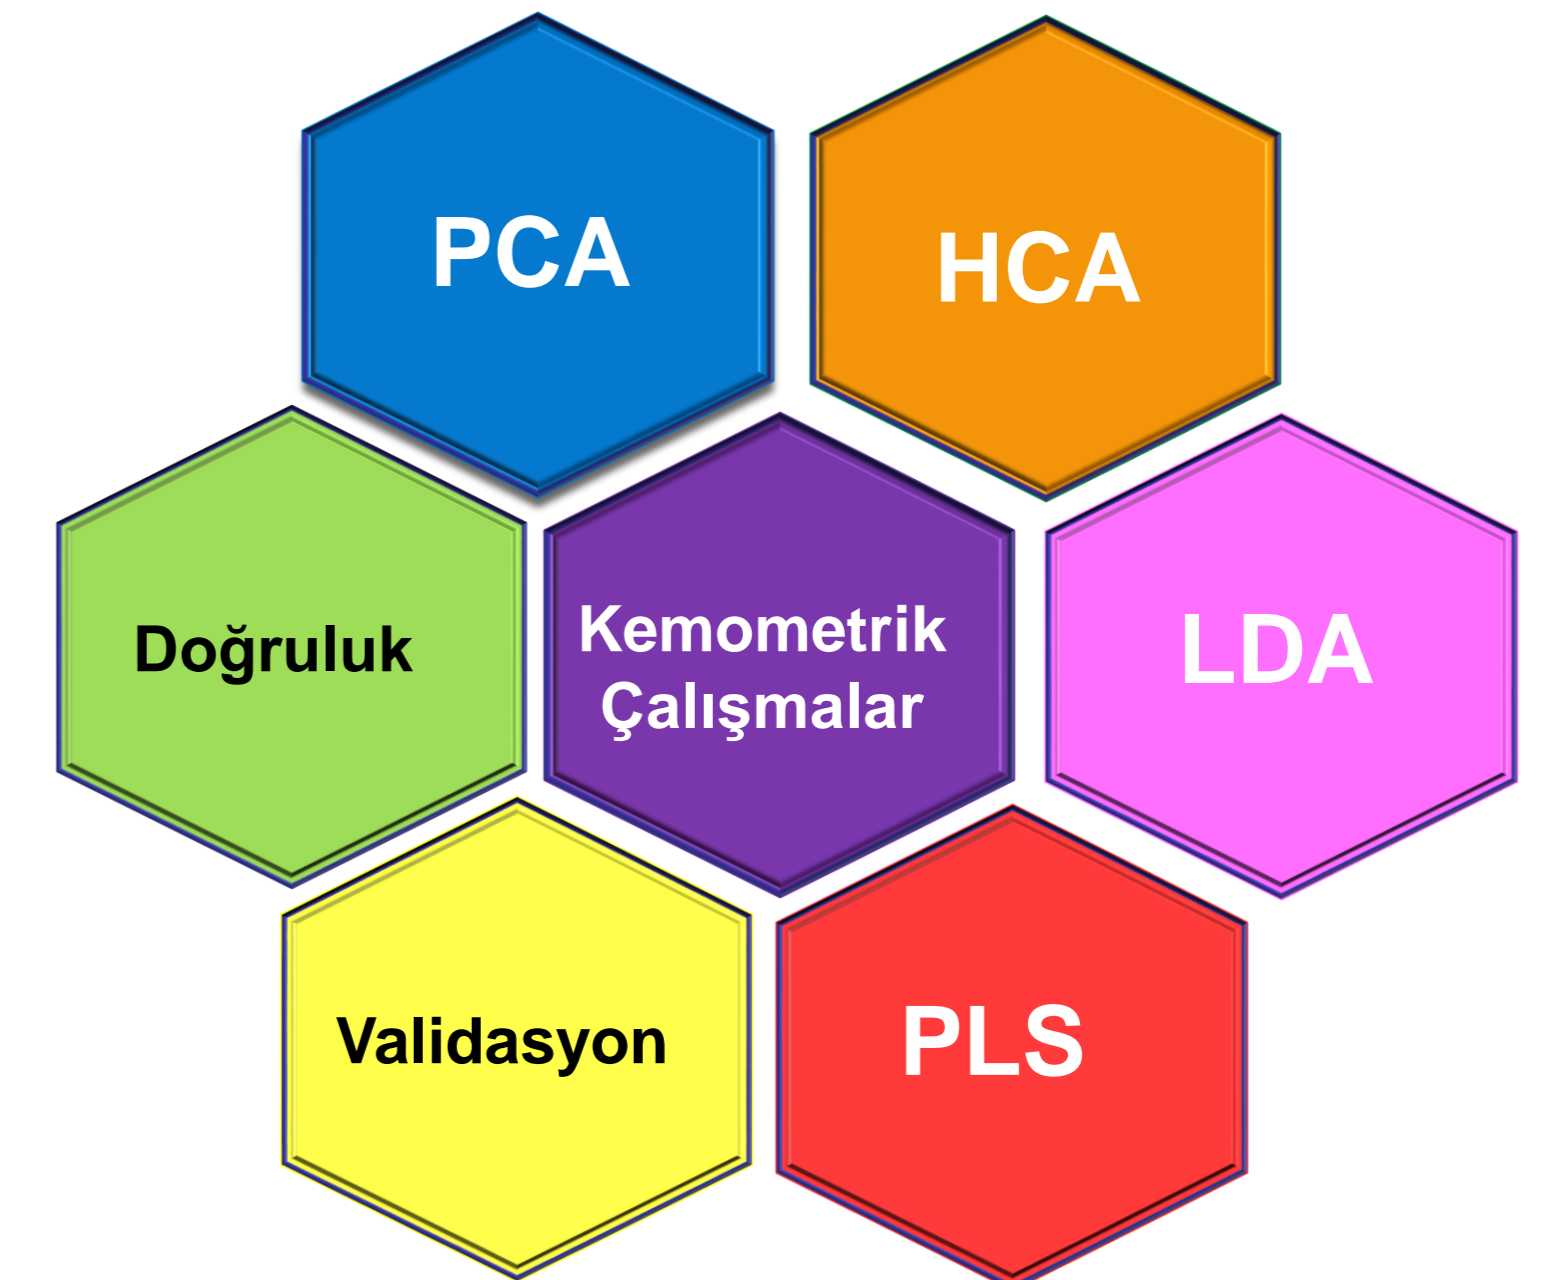 PCA
HCA
Doğruluk
Kemometrik
Çalışmalar
LDA
Validasyon
PLS